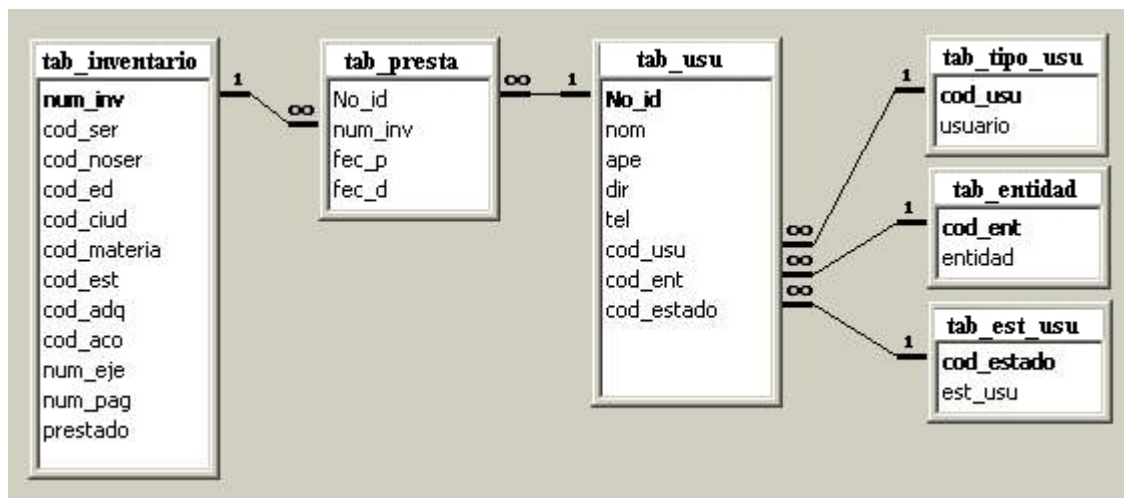 tab_inventario
num_inv
cod_ser
cod_noser
cod_ed
cod_ciud
cod_materia
cod_est
cod_adq
cod_aco
num_eje
num_pag
prestado
1
∞
tab_presta
No_id
num_inv
fec_p
fec_d
∞
1
tab_usu
No_id
nom
ape
dir
tel
cod_usu
cod_ent
cod_estado
∞
∞
∞
1
tab_tipo_usu
cod_usu
usuario
1
tab_entidad
cod_ent
entidad
1
tab_est_usu
cod_estado
est_usu